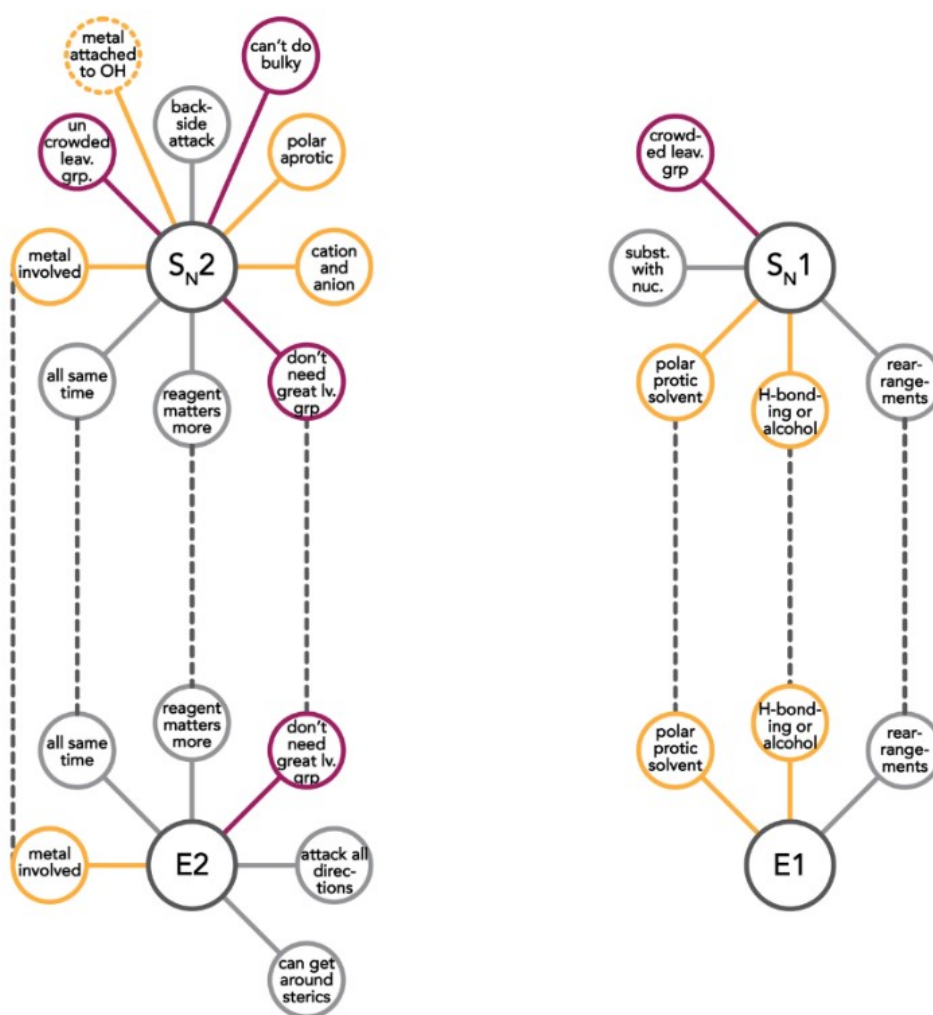 metal
attached
to OH
can't do
bulky
back-
side
attack
un
crowded
leav.
grp.
polar
aprotic
metal
involved
SN2
cation
and
anion
all same
time
reagent
matters
more
don't
need
great lv.
grp
crowd-
ed leav.
grp
subst.
with
nuc.
SN1
polar
protic
solvent
H-bond-
ing or
alcohol
rear-
range-
ments
all same
time
reagent
matters
more
don't
need
great lv.
grp
metal
involved
E2
attack all
direc-
tions
can get
around
sterics
polar
protic
solvent
H-bond-
ing or
alcohol
rear-
range-
ments
E1